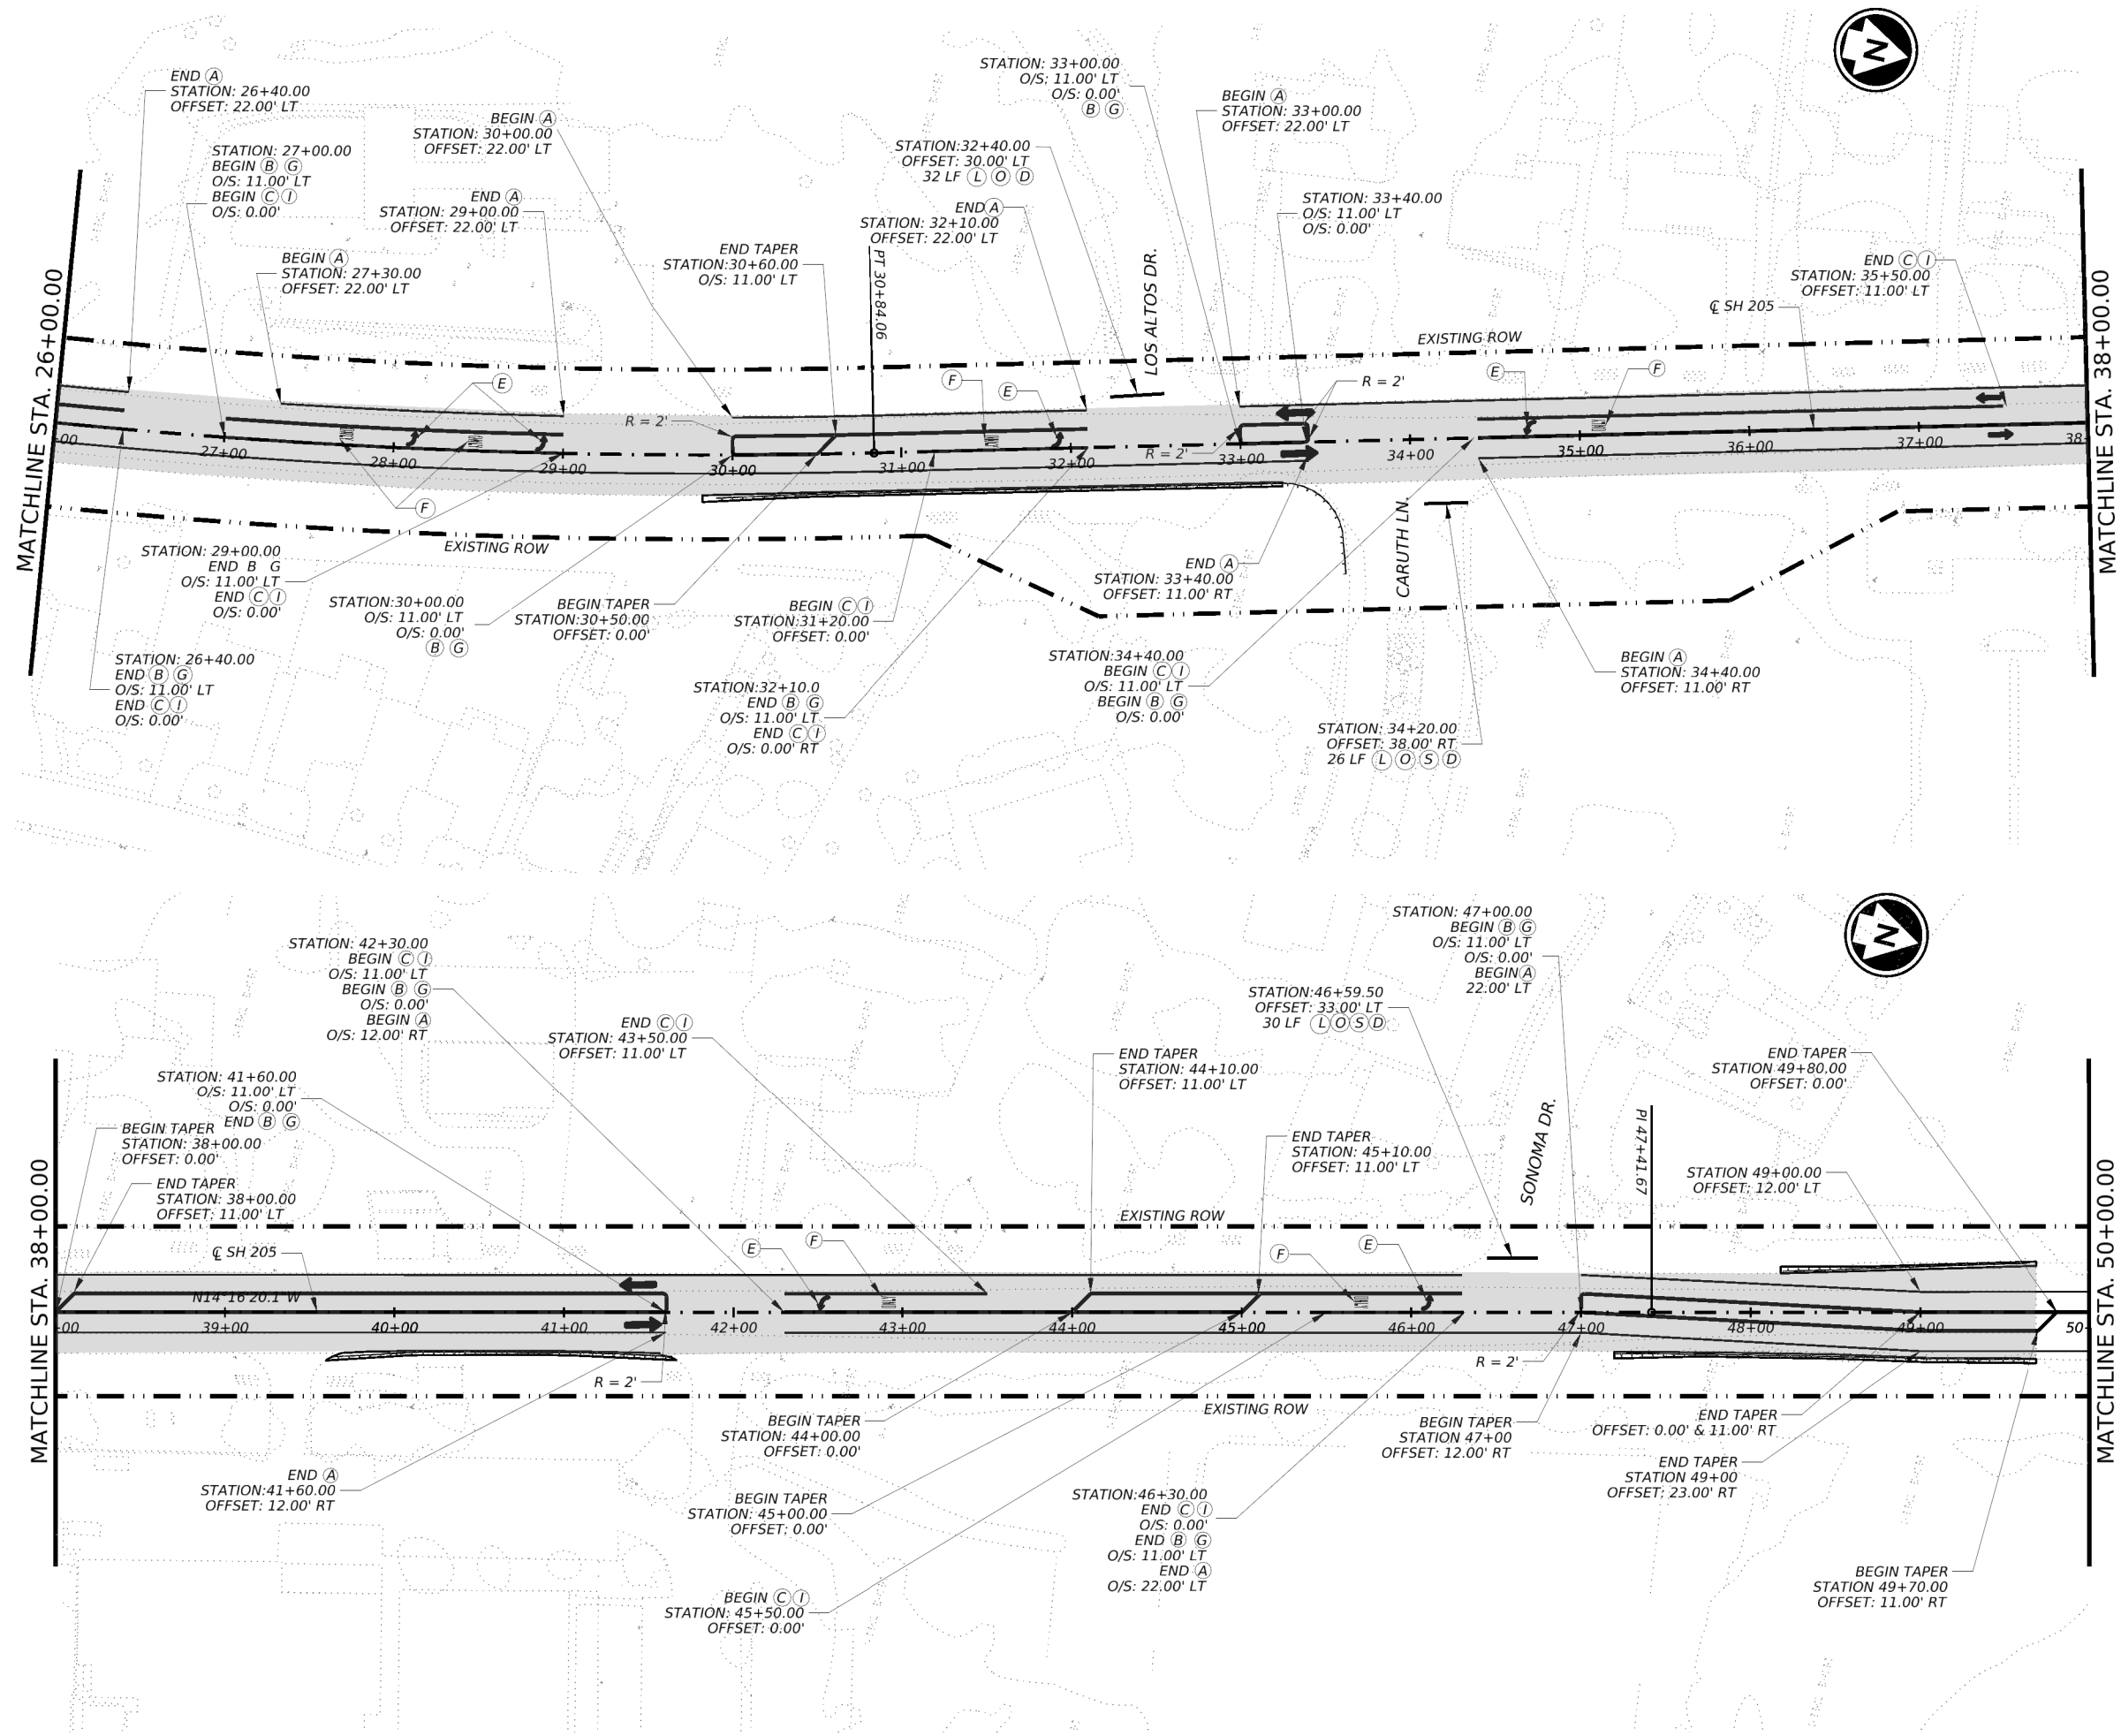 N
END A
STATION: 26+40.00
OFFSET: 22.00' LT
STATION: 27+00.00
BEGIN B G
O/S: 11.00' LT
BEGIN C I
O/S: 0.00'
BEGIN A
STATION: 27+30.00
OFFSET: 22.00' LT
BEGIN A
STATION: 30+00.00
OFFSET: 22.00' LT
END A
STATION: 29+00.00
OFFSET: 22.00' LT
END TAPER
STATION:30+60.00
O/S: 11.00' LT
PT 30+84.06
STATION: 33+00.00
O/S: 11.00' LT
O/S: 0.00'
B G
STATION:32+40.00
OFFSET: 30.00' LT
32 LF L O D
END A
STATION: 32+10.00
OFFSET: 22.00' LT
BEGIN A
STATION: 33+00.00
OFFSET: 22.00' LT
STATION: 33+40.00
O/S: 11.00' LT
O/S: 0.00'
LOS ALTOS DR.
END C I
STATION: 35+50.00
OFFSET: 11.00' LT
℄ SH 205
EXISTING ROW
MATCHLINE STA. 26+00.00
MATCHLINE STA. 38+00.00
E
F
E
R = 2'
R = 2'
E
F
R = 2'
00
27+00
28+00
29+00
30+00
31+00
32+00
33+00
34+00
35+00
36+00
37+00
38
F
EXISTING ROW
STATION: 29+00.00
END B G
O/S: 11.00' LT
END C I
O/S: 0.00'
STATION:30+00.00
O/S: 11.00' LT
O/S: 0.00'
B G
BEGIN TAPER
STATION:30+50.00
OFFSET: 0.00'
BEGIN C I
STATION:31+20.00
OFFSET: 0.00'
END A
STATION: 33+40.00
OFFSET: 11.00' RT
CARUTH LN.
STATION: 26+40.00
END B G
O/S: 11.00' LT
END C I
O/S: 0.00'
STATION:32+10.0
END B G
O/S: 11.00' LT
END C I
O/S: 0.00' RT
STATION:34+40.00
BEGIN C I
O/S: 11.00' LT
BEGIN B G
O/S: 0.00'
BEGIN A
STATION: 34+40.00
OFFSET: 11.00' RT
STATION: 34+20.00
OFFSET: 38.00' RT
26 LF L O S D
N
STATION: 42+30.00
BEGIN C I
O/S: 11.00' LT
BEGIN B G
O/S: 0.00'
BEGIN A
O/S: 12.00' RT
END C I
STATION: 43+50.00
OFFSET: 11.00' LT
STATION: 41+60.00
O/S: 11.00' LT
O/S: 0.00'
END B G
BEGIN TAPER
STATION: 38+00.00
OFFSET: 0.00'
END TAPER
STATION: 38+00.00
OFFSET: 11.00' LT
STATION: 47+00.00
BEGIN B G
O/S: 11.00' LT
O/S: 0.00'
BEGIN A
22.00' LT
STATION:46+59.50
OFFSET: 33.00' LT
30 LF L O S D
END TAPER
STATION: 44+10.00
OFFSET: 11.00' LT
END TAPER
STATION: 45+10.00
OFFSET: 11.00' LT
SONOMA DR.
PI 47+41.67
END TAPER
STATION 49+80.00
OFFSET: 0.00'
STATION 49+00.00
OFFSET: 12.00' LT
EXISTING ROW
MATCHLINE STA. 38+00.00
MATCHLINE STA. 50+00.00
℄ SH 205
E
F
F
E
N14°16'20.1"W
00
39+00
40+00
41+00
42+00
43+00
44+00
45+00
46+00
47+00
48+00
49+00
50
R = 2'
R = 2'
EXISTING ROW
END A
STATION:41+60.00
OFFSET: 12.00' RT
BEGIN TAPER
STATION: 44+00.00
OFFSET: 0.00'
BEGIN TAPER
STATION: 45+00.00
OFFSET: 0.00'
BEGIN C I
STATION: 45+50.00
OFFSET: 0.00'
STATION:46+30.00
END C I
O/S: 0.00'
END B G
O/S: 11.00' LT
END A
O/S: 22.00' LT
BEGIN TAPER
STATION 47+00
OFFSET: 12.00' RT
END TAPER
OFFSET: 0.00' & 11.00' RT
END TAPER
STATION 49+00
OFFSET: 23.00' RT
BEGIN TAPER
STATION 49+70.00
OFFSET: 11.00' RT